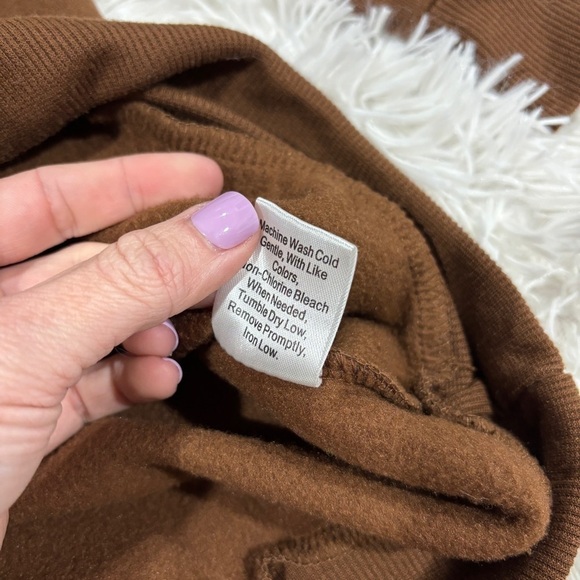 Machine Wash Cold
Gentle, With Like
Colors,
Non-Chlorine Bleach
When Needed,
Tumble Dry Low,
Remove Promptly,
Iron Low.